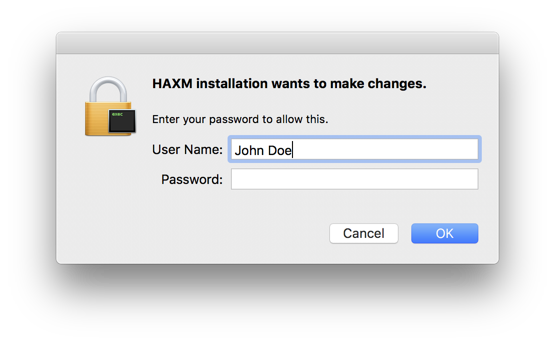 HAXM installation wants to make changes.
Enter your password to allow this.
User Name: John Doe
Password:
Cancel OK